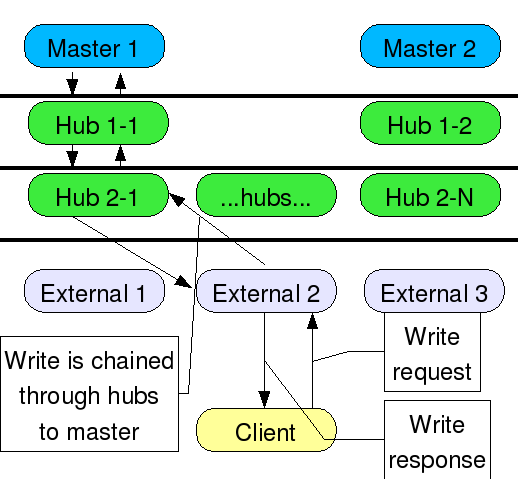 Master 1
Master 2
Hub 1-1
Hub 1-2
Hub 2-1
...hubs...
Hub 2-N
External 1
External 2
External 3
Write is chained
through hubs
to master
Write
request
Client
Write
response